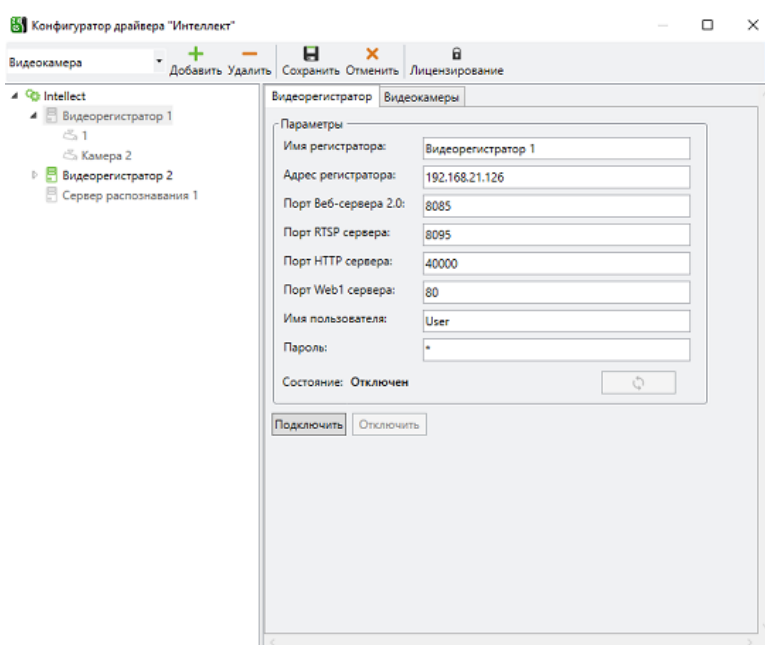 Конфигуратор драйвера "Интеллект"
Видеокамера
Добавить Удалить Сохранить Отменить Лицензирование
Intellect
Видеорегистратор 1
1
Камера 2
Видеорегистратор 2
Сервер распознавания 1
Видеорегистратор Видеокамеры
Параметры
Имя регистратора: Видеорегистратор 1
Адрес регистратора: 192.168.21.126
Порт Веб-сервера 2.0: 8085
Порт RTSP сервера: 8095
Порт HTTP сервера: 40000
Порт Web1 сервера: 80
Имя пользователя: User
Пароль: *
Состояние: Отключен
Подключить Отключить